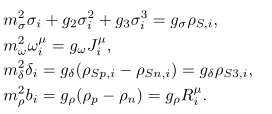 $m_\sigma^2 \sigma_i + g_2 \sigma_i^2 + g_3 \sigma_i^3 = g_\sigma \rho_{S,i},$
$m_\omega^2 \omega_i^\mu = g_\omega J_i^\mu,$
$m_\delta^2 \delta_i = g_\delta (\rho_{Sp,i} - \rho_{Sn,i}) = g_\delta \rho_{S3,i},$
$m_\rho^2 b_i = g_\rho (\rho_p - \rho_n) = g_\rho R_i^\mu.$